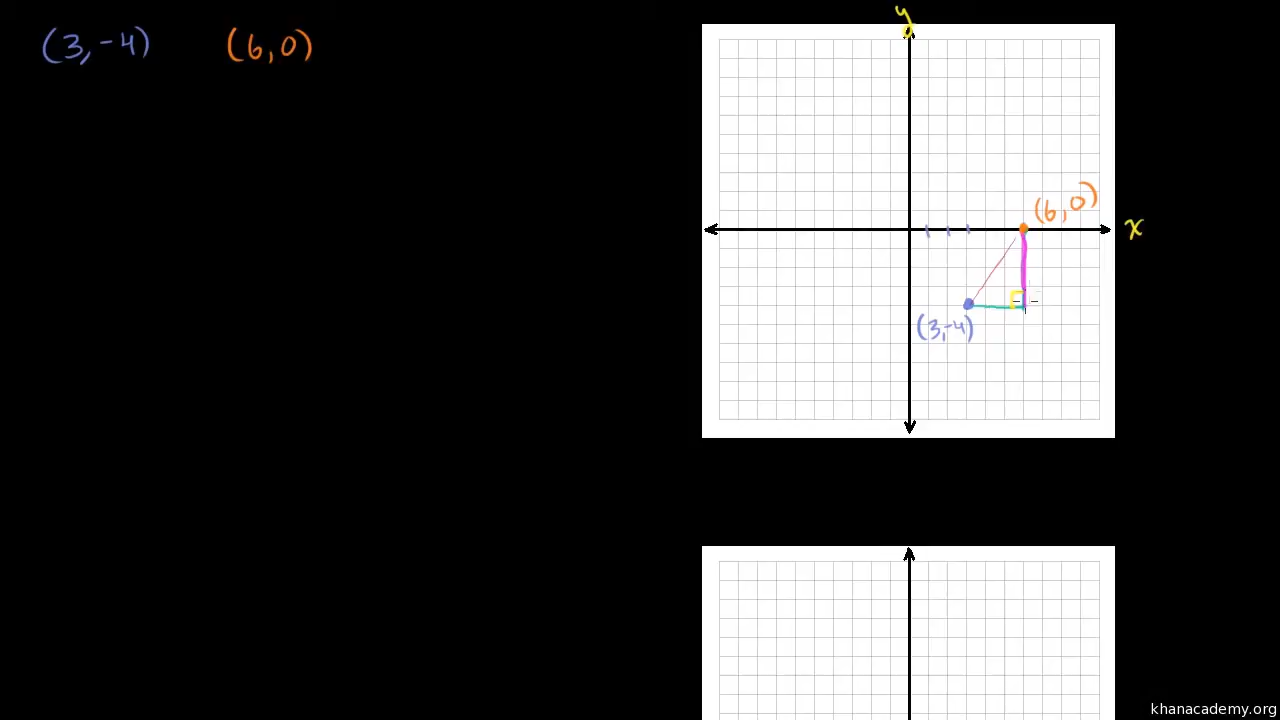 (3,-4) (6,0)
y
(6,0)
x
(3,-4)
khanacademy.org